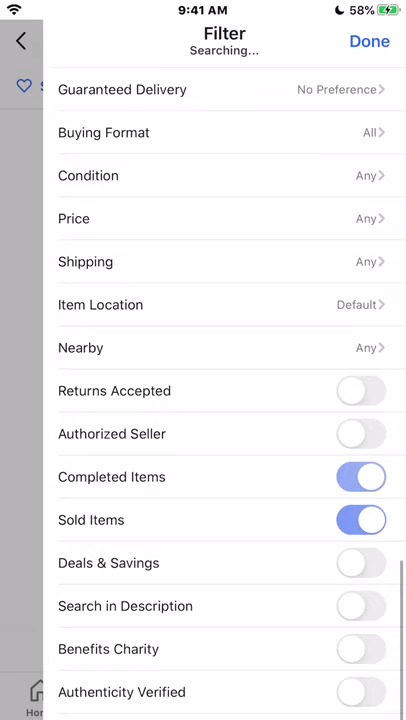 9:41 AM
58%
Filter
Searching...
Done
Guaranteed Delivery No Preference
Buying Format All
Condition Any
Price Any
Shipping Any
Item Location Default
Nearby Any
Returns Accepted
Authorized Seller
Completed Items
Sold Items
Deals & Savings
Search in Description
Benefits Charity
Authenticity Verified